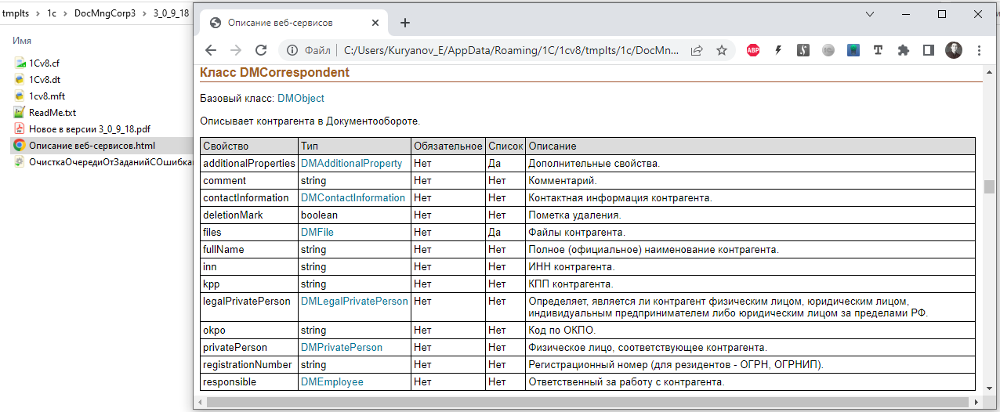 tmplts > 1c > DocMngCorp3 > 3_0_9_18
Имя
1Cv8.cf
1Cv8.dt
1cv8.mft
ReadMe.txt
Новое в версии 3_0_9_18.pdf
Описание веб-сервисов.html
ОчисткаОчередиОтЗаданийСОшибка
Описание веб-сервисов
Файл | C:/Users/Kuryanov_E/AppData/Roaming/1C/1cv8/tmplts/1c/DocMn...
ABP
Класс DMCorrespondent
Базовый класс: DMObject
Описывает контрагента в Документообороте.
Свойство Тип Обязательное Список Описание
additionalProperties DMAdditionalProperty Нет Да Дополнительные свойства.
comment string Нет Нет Комментарий.
contactInformation DMContactInformation Нет Нет Контактная информация контрагента.
deletionMark boolean Нет Нет Пометка удаления.
files DMFile Нет Да Файлы контрагента.
fullName string Нет Нет Полное (официальное) наименование контрагента.
inn string Нет Нет ИНН контрагента.
kpp string Нет Нет КПП контрагента.
legalPrivatePerson DMLegalPrivatePerson Нет Нет Определяет, является ли контрагент физическим лицом, юридическим лицом,
индивидуальным предпринимателем либо юридическим лицом за пределами РФ.
okpo string Нет Нет Код по ОКПО.
privatePerson DMPrivatePerson Нет Нет Физическое лицо, соответствующее контрагента.
registrationNumber string Нет Нет Регистрационный номер (для резидентов - ОГРН, ОГРНИП).
responsible DMEmployee Нет Нет Ответственный за работу с контрагента.